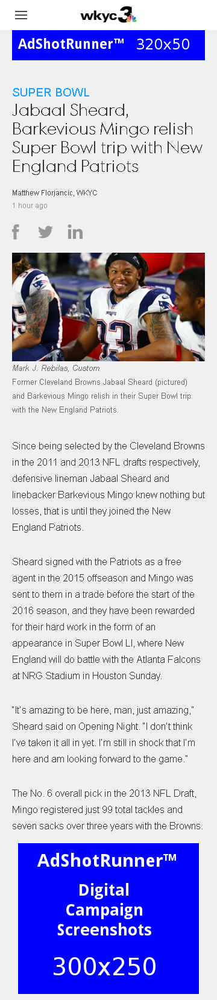 wkyc 3
AdShotRunner™ 320x50
SUPER BOWL
Jabaal Sheard,
Barkevious Mingo relish
Super Bowl trip with New
England Patriots
Matthew Florjancic, WKYC
1 hour ago
f in
93
Mark J. Rebilas, Custom
Former Cleveland Browns Jabaal Sheard (pictured)
and Barkevious Mingo relish in their Super Bowl trip
with the New England Patriots.
Since being selected by the Cleveland Browns
in the 2011 and 2013 NFL drafts respectively,
defensive lineman Jabaal Sheard and
linebacker Barkevious Mingo knew nothing but
losses, that is until they joined the New
England Patriots.
Sheard signed with the Patriots as a free
agent in the 2015 offseason and Mingo was
sent to them in a trade before the start of the
2016 season, and they have been rewarded
for their hard work in the form of an
appearance in Super Bowl LI, where New
England will do battle with the Atlanta Falcons
at NRG Stadium in Houston Sunday.
"It's amazing to be here, man, just amazing,"
Sheard said on Opening Night. "I don't think
I've taken it all in yet. I'm still in shock that I'm
here and am looking forward to the game."
The No. 6 overall pick in the 2013 NFL Draft,
Mingo registered just 99 total tackles and
seven sacks over three years with the Browns.
AdShotRunner™
Digital
Campaign
Screenshots
300x250